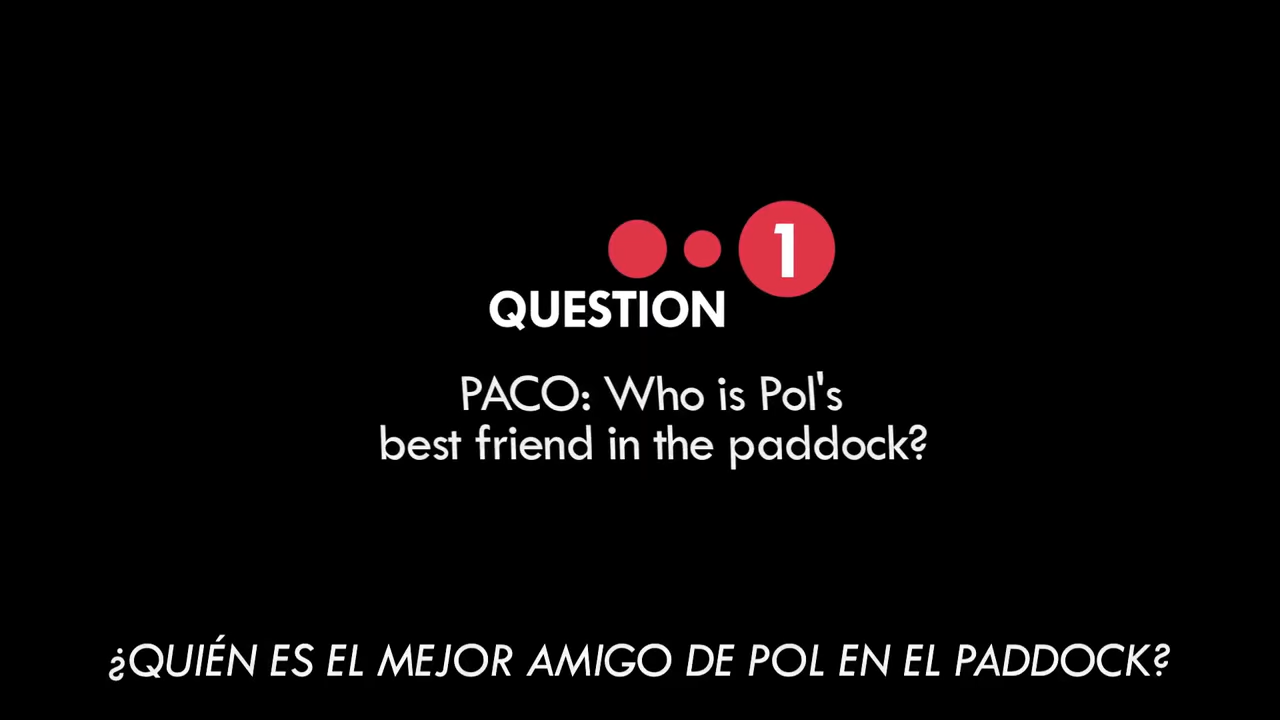 1
QUESTION
PACO: Who is Pol's
best friend in the paddock?
¿QUIÉN ES EL MEJOR AMIGO DE POL EN EL PADDOCK?